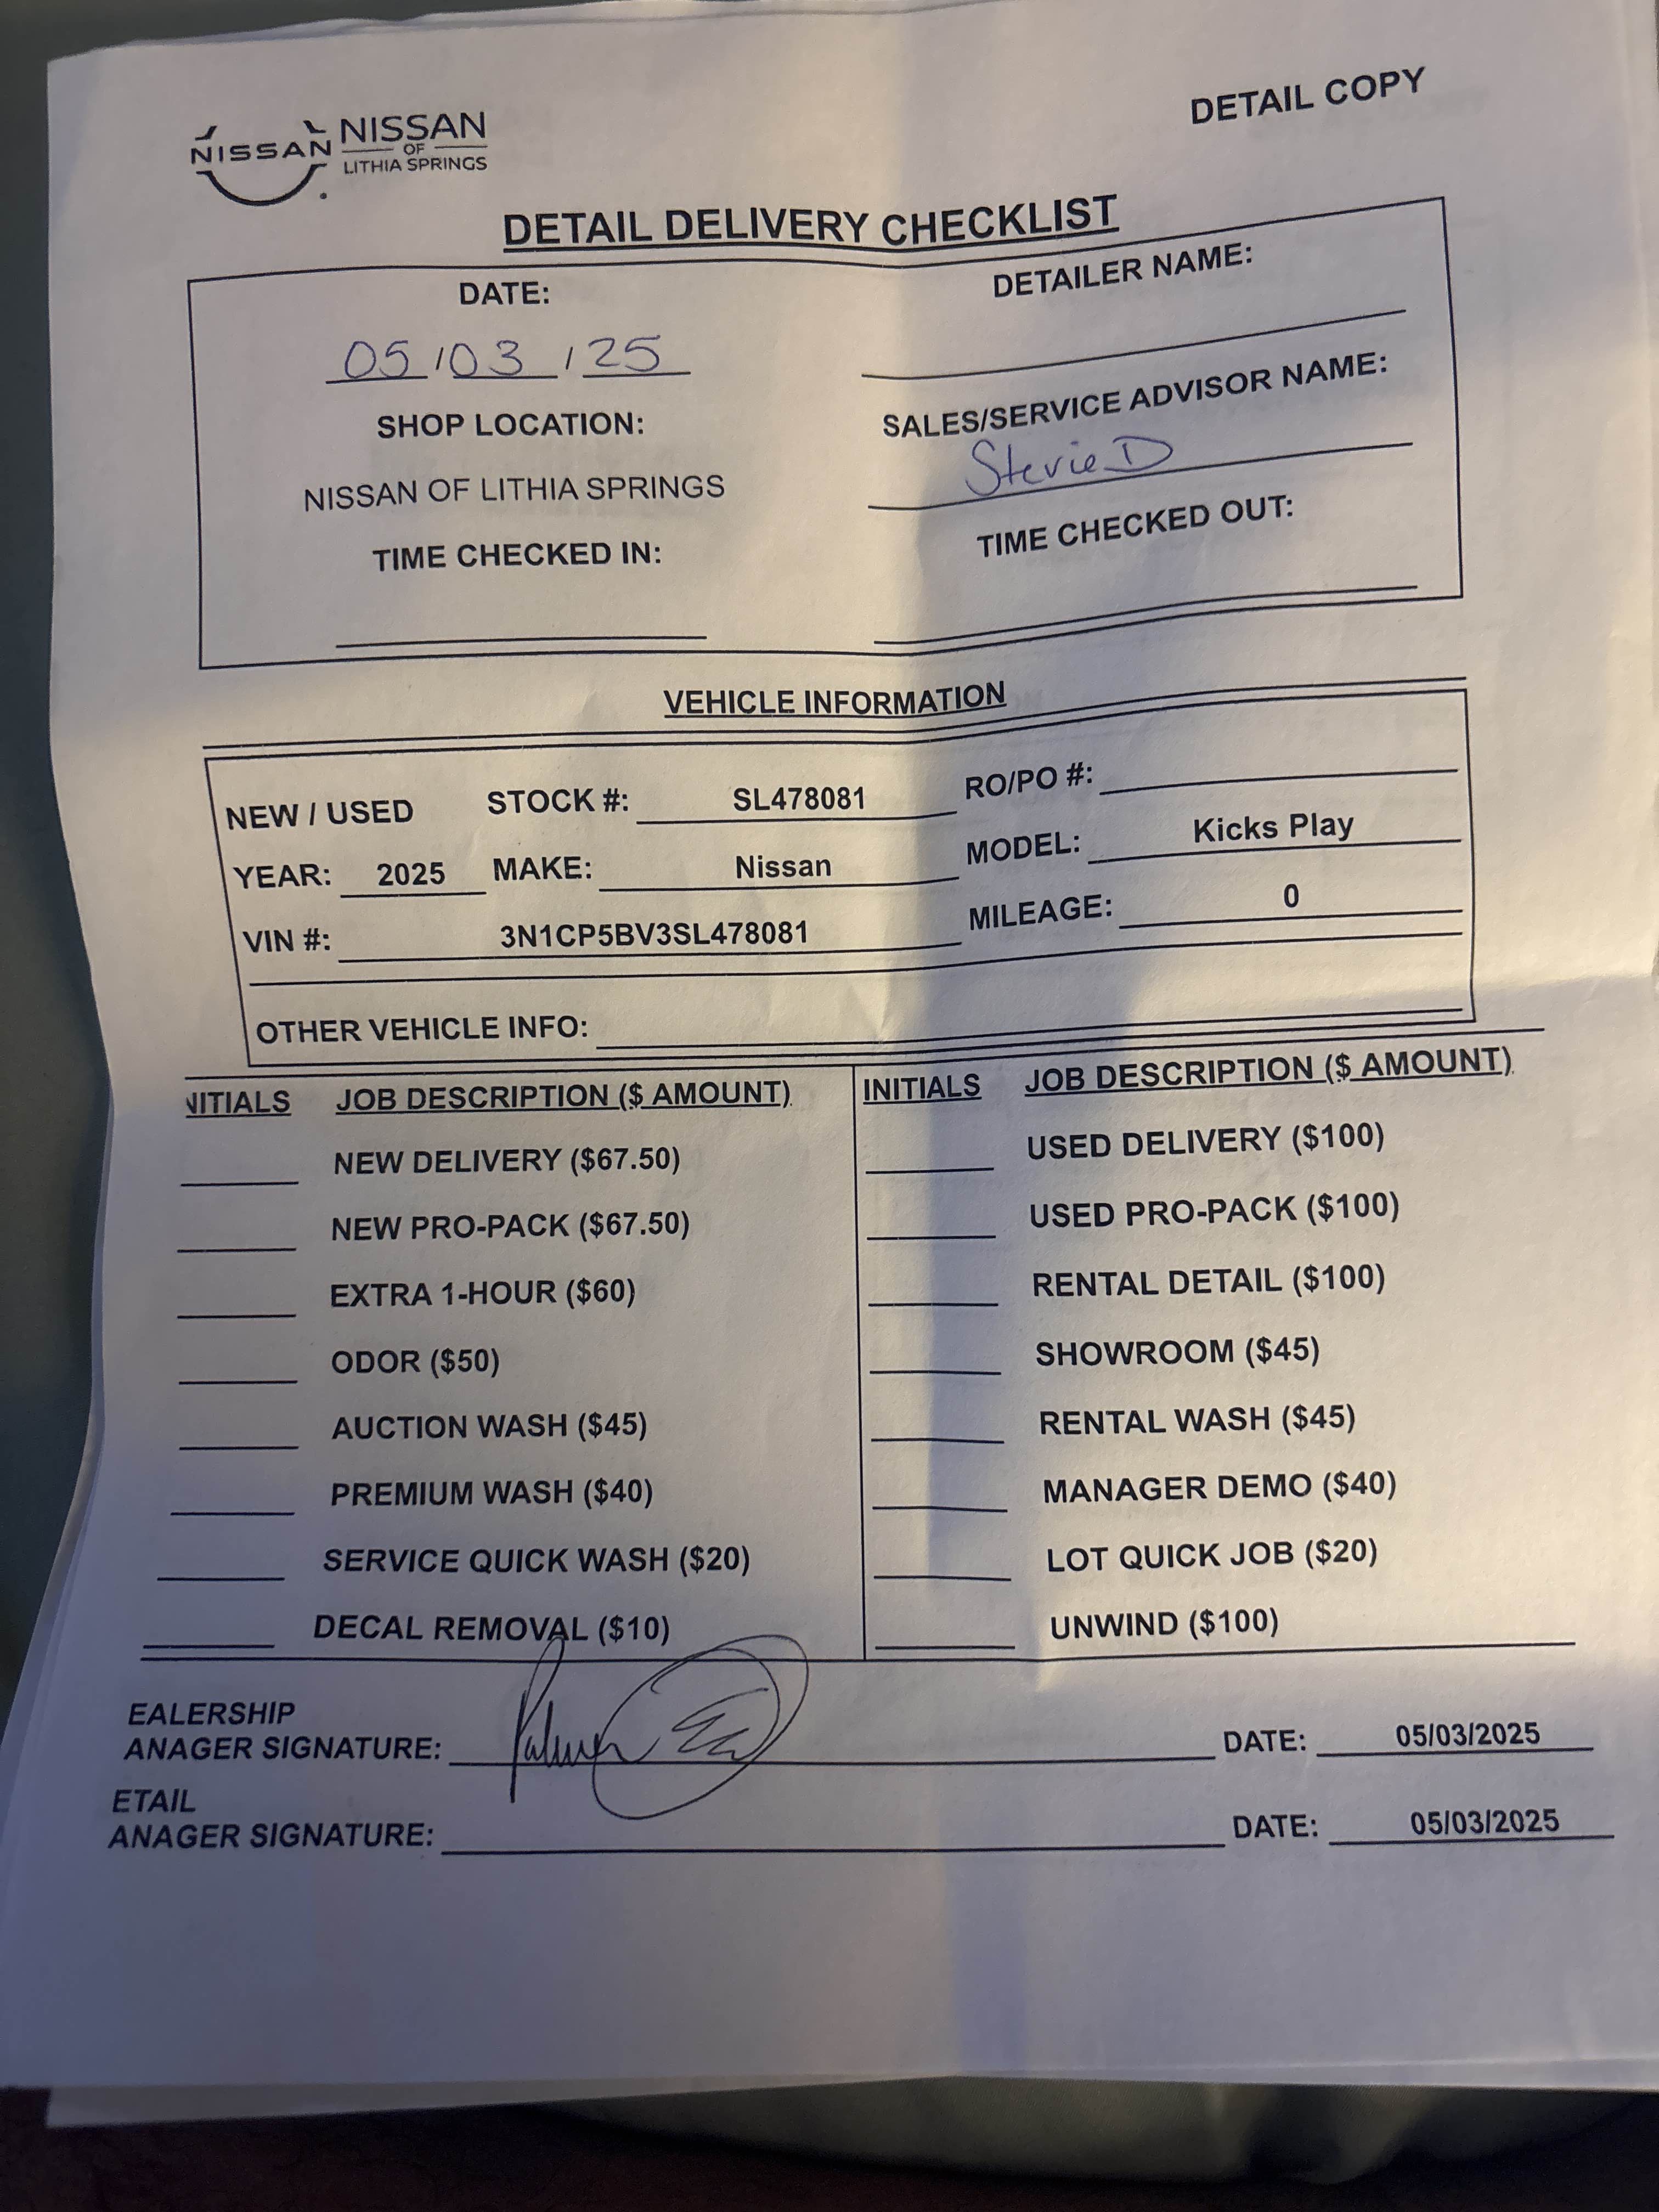 DETAIL COPY
NISSAN NISSAN
OF
LITHIA SPRINGS
DETAIL DELIVERY CHECKLIST
DATE: DETAILER NAME:
05/03/25
SHOP LOCATION: SALES/SERVICE ADVISOR NAME:
NISSAN OF LITHIA SPRINGS Stevie D
TIME CHECKED IN: TIME CHECKED OUT:
VEHICLE INFORMATION
NEW / USED STOCK #: SL478081 RO/PO #:
YEAR: 2025 MAKE: Nissan MODEL: Kicks Play
VIN #: 3N1CP5BV3SL478081 MILEAGE: 0
OTHER VEHICLE INFO:
NITIALS JOB DESCRIPTION ($ AMOUNT) INITIALS JOB DESCRIPTION ($ AMOUNT)
NEW DELIVERY ($67.50) USED DELIVERY ($100)
NEW PRO-PACK ($67.50) USED PRO-PACK ($100)
EXTRA 1-HOUR ($60) RENTAL DETAIL ($100)
ODOR ($50) SHOWROOM ($45)
AUCTION WASH ($45) RENTAL WASH ($45)
PREMIUM WASH ($40) MANAGER DEMO ($40)
SERVICE QUICK WASH ($20) LOT QUICK JOB ($20)
DECAL REMOVAL ($10) UNWIND ($100)
EALERSHIP
ANAGER SIGNATURE: DATE: 05/03/2025
ETAIL
ANAGER SIGNATURE: DATE: 05/03/2025